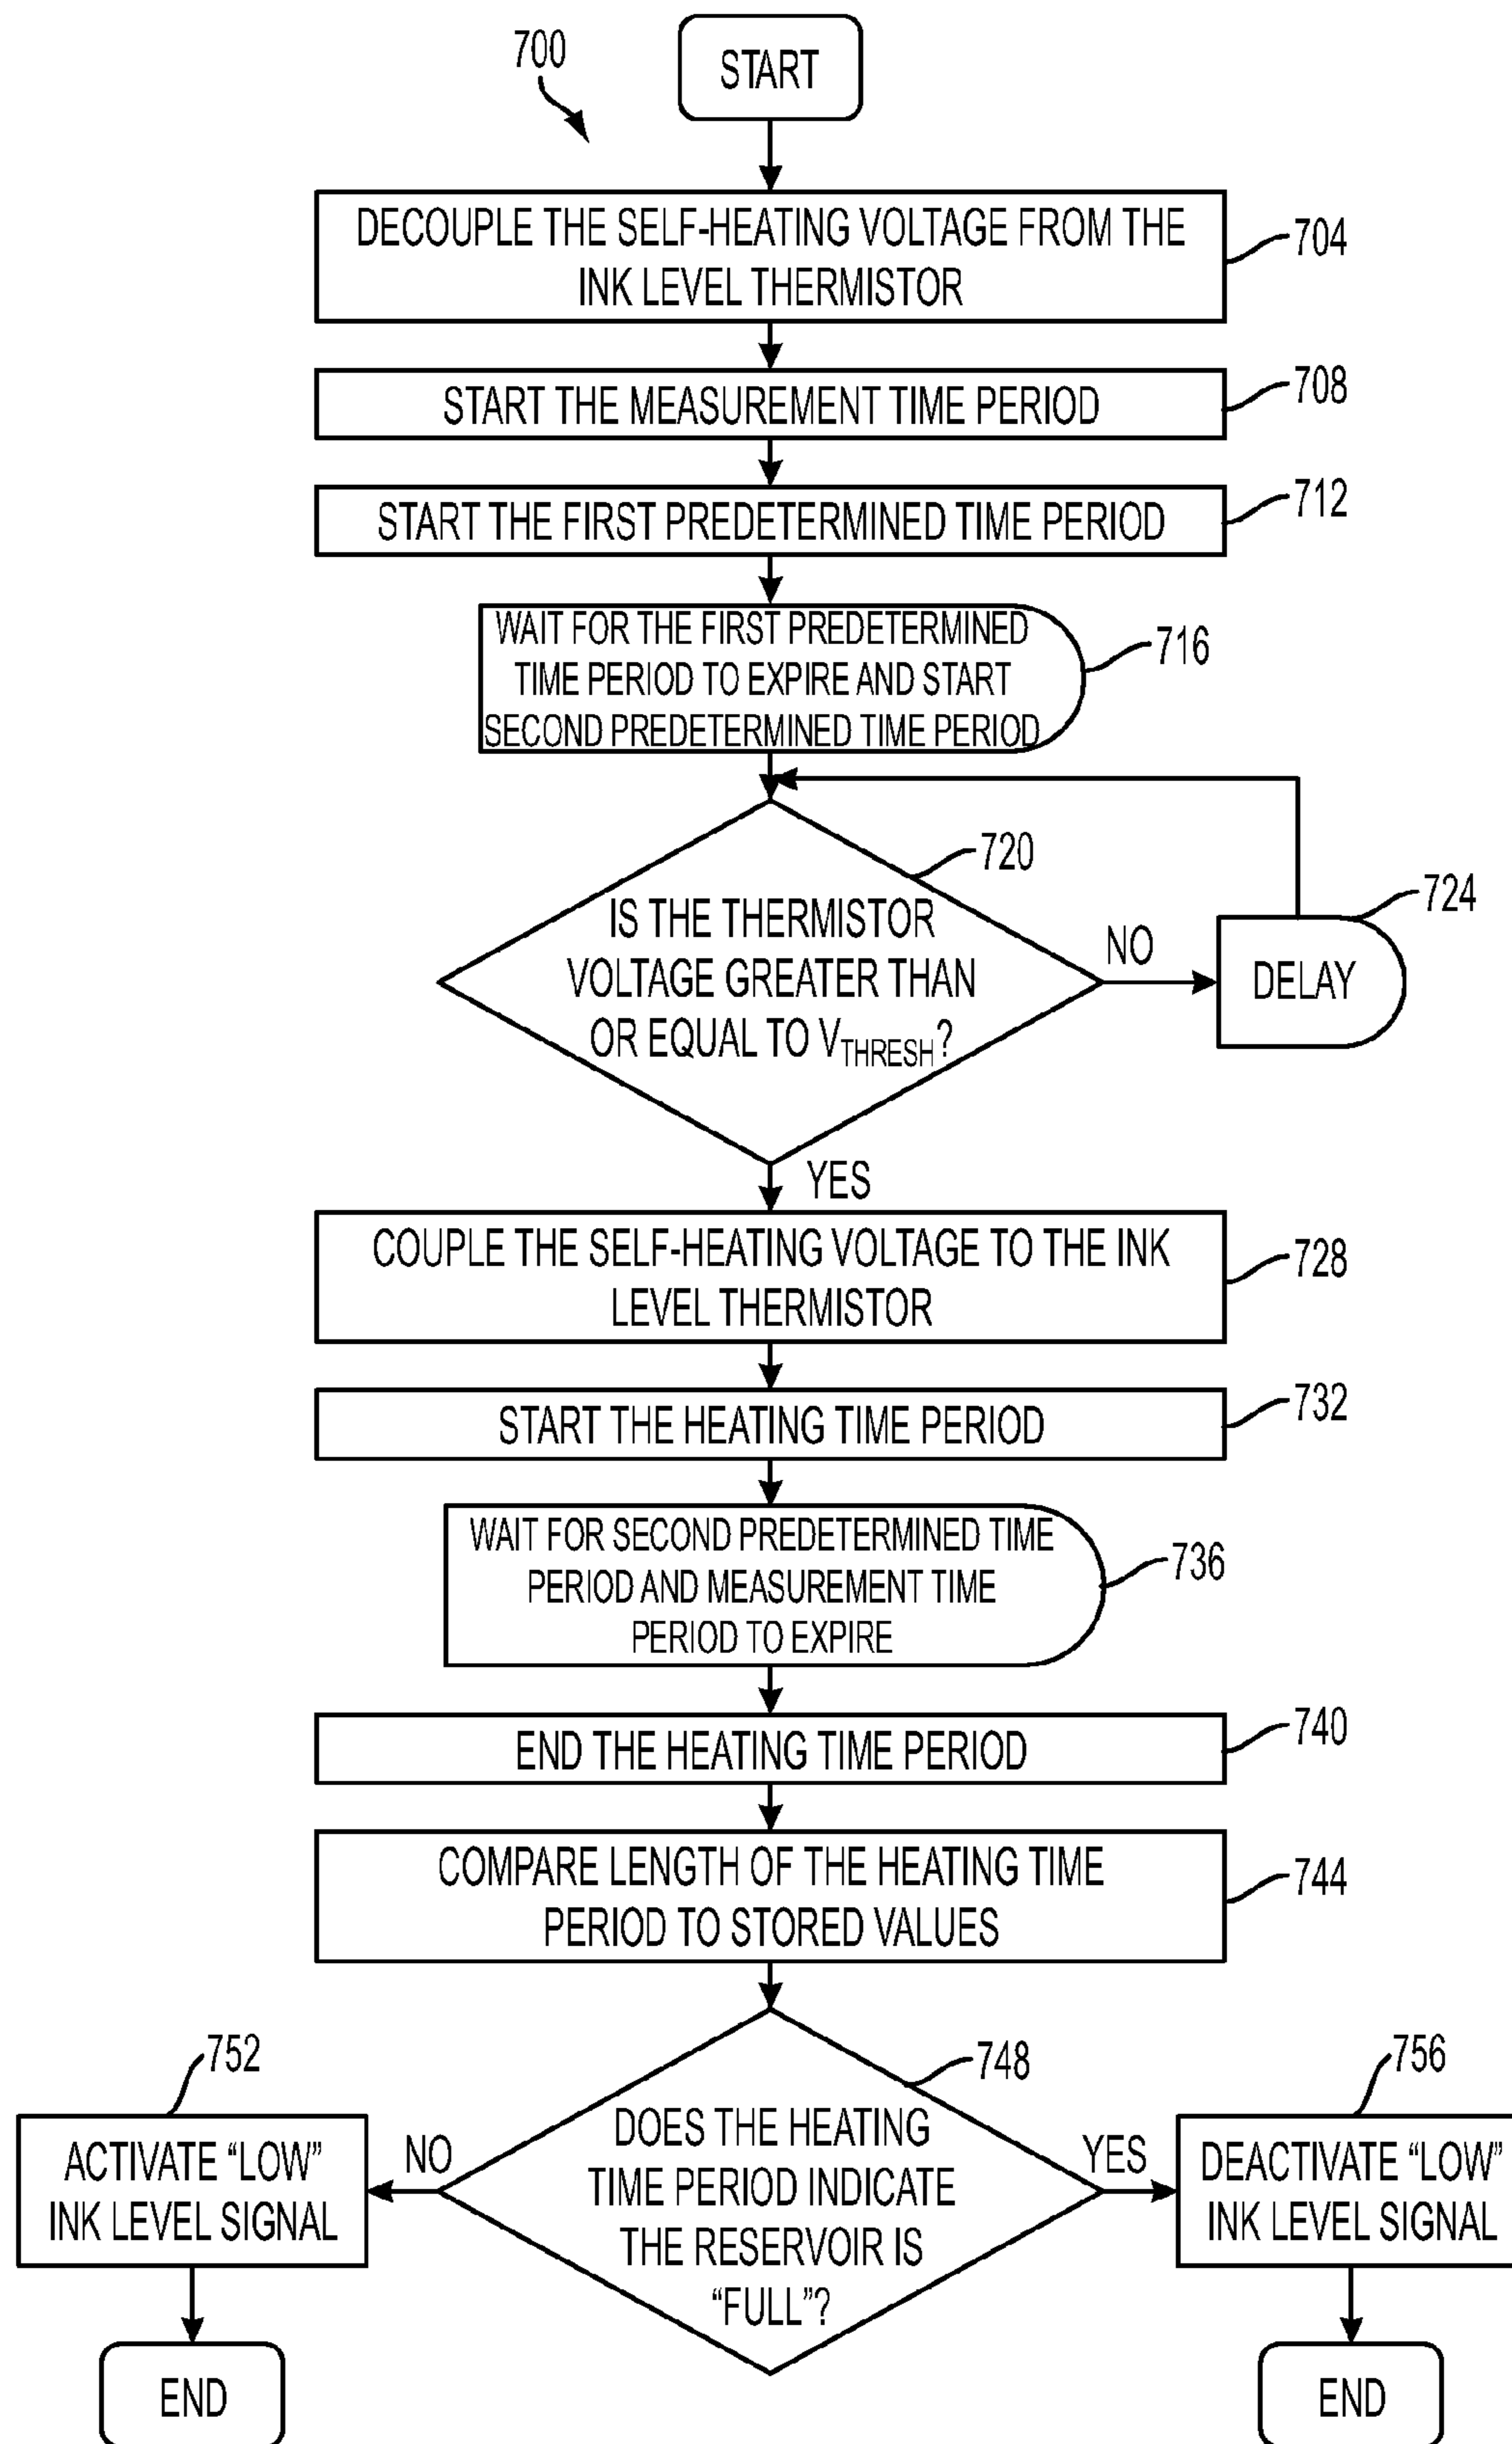 700
START
DECOUPLE THE SELF-HEATING VOLTAGE FROM THE
INK LEVEL THERMISTOR
704
START THE MEASUREMENT TIME PERIOD
708
START THE FIRST PREDETERMINED TIME PERIOD
712
WAIT FOR THE FIRST PREDETERMINED
TIME PERIOD TO EXPIRE AND START
SECOND PREDETERMINED TIME PERIOD
716
720
IS THE THERMISTOR
VOLTAGE GREATER THAN
OR EQUAL TO VTHRESH?
NO
724
DELAY
YES
COUPLE THE SELF-HEATING VOLTAGE TO THE INK
LEVEL THERMISTOR
728
START THE HEATING TIME PERIOD
732
WAIT FOR SECOND PREDETERMINED TIME
PERIOD AND MEASUREMENT TIME
PERIOD TO EXPIRE
736
END THE HEATING TIME PERIOD
740
COMPARE LENGTH OF THE HEATING TIME
PERIOD TO STORED VALUES
744
748
DOES THE HEATING
TIME PERIOD INDICATE
THE RESERVOIR IS
“FULL”?
NO
752
ACTIVATE “LOW”
INK LEVEL SIGNAL
END
YES
756
DEACTIVATE “LOW”
INK LEVEL SIGNAL
END